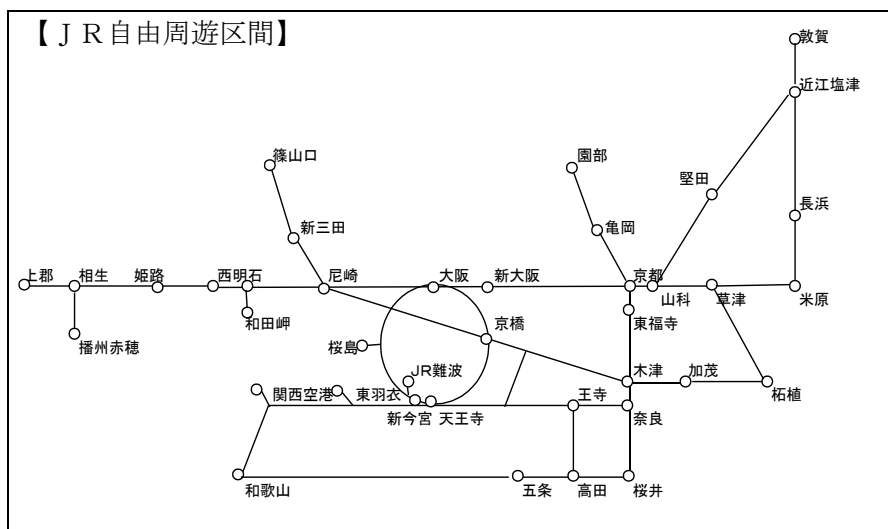 【ＪＲ自由周遊区間】
敦賀
近江塩津
篠山口
園部
堅田
長浜
新三田
亀岡
上郡
相生
姫路
西明石
尼崎
大阪
新大阪
京都
山科
草津
米原
和田岬
東福寺
播州赤穂
桜島
京橋
JR難波
木津
加茂
柘植
関西空港
東羽衣
新今宮
天王寺
王寺
奈良
和歌山
五条
高田
桜井